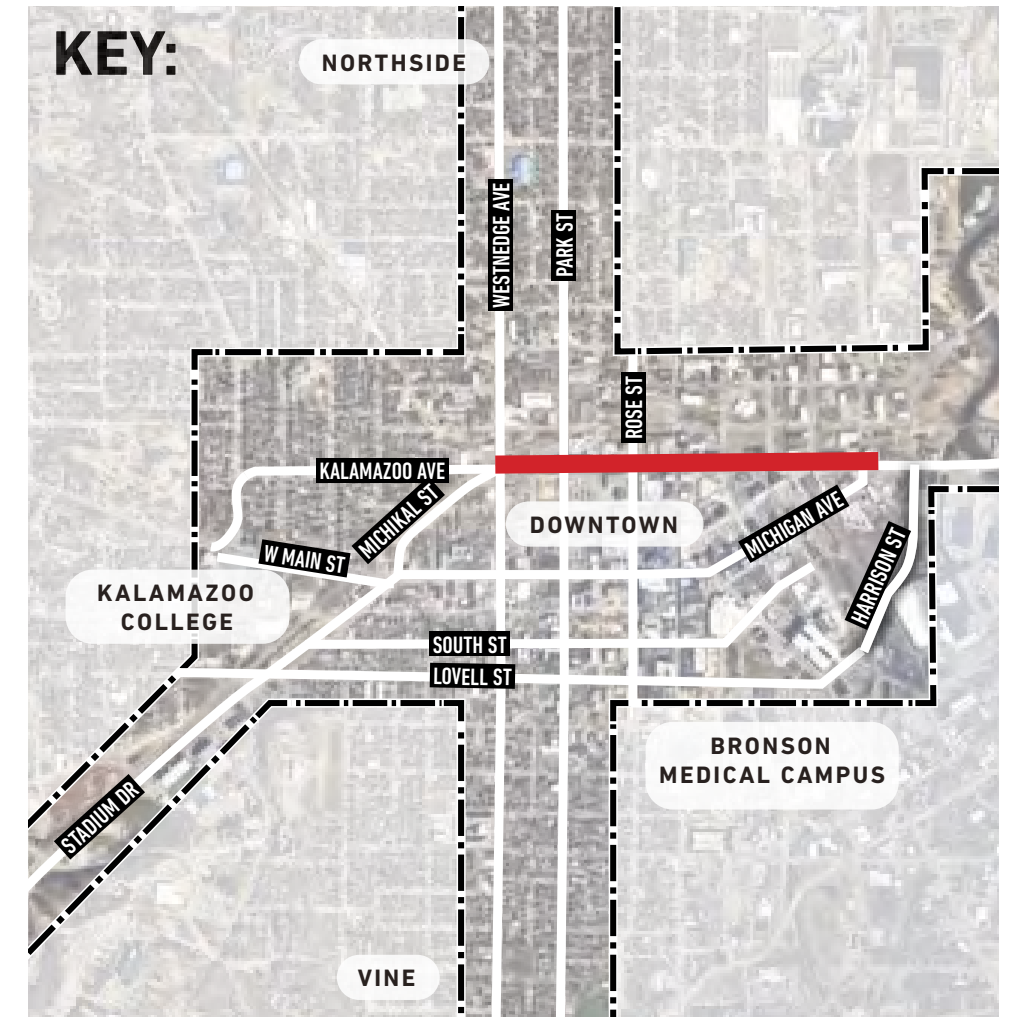 KEY:
NORTHSIDE
WESTNEDGE AVE
PARK ST
ROSE ST
KALAMAZOO AVE
MICHIKAL ST
W MAIN ST
DOWNTOWN
MICHIGAN AVE
HARRISON ST
KALAMAZOO
COLLEGE
SOUTH ST
LOVELL ST
BRONSON
MEDICAL CAMPUS
STADIUM DR
VINE